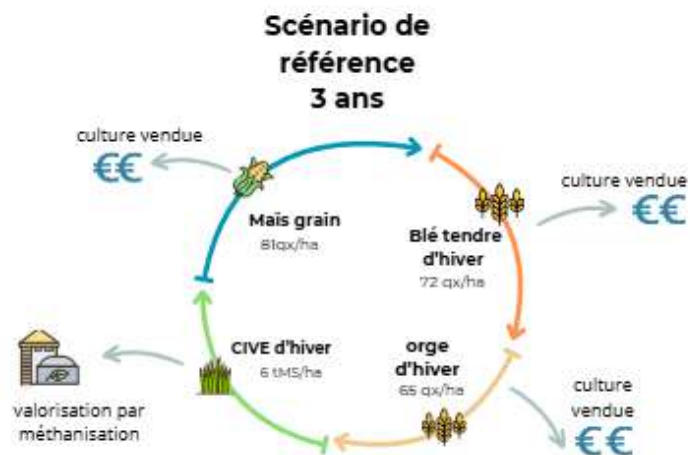 Scénario de
référence
3 ans
culture vendue
€€
Maïs grain
81qx/ha
culture vendue
€€
Blé tendre
d'hiver
72 qx/ha
CIVE d'hiver
6 tMS/ha
orge
d'hiver
65 qx/ha
valorisation par
méthanisation
culture
vendue
€€